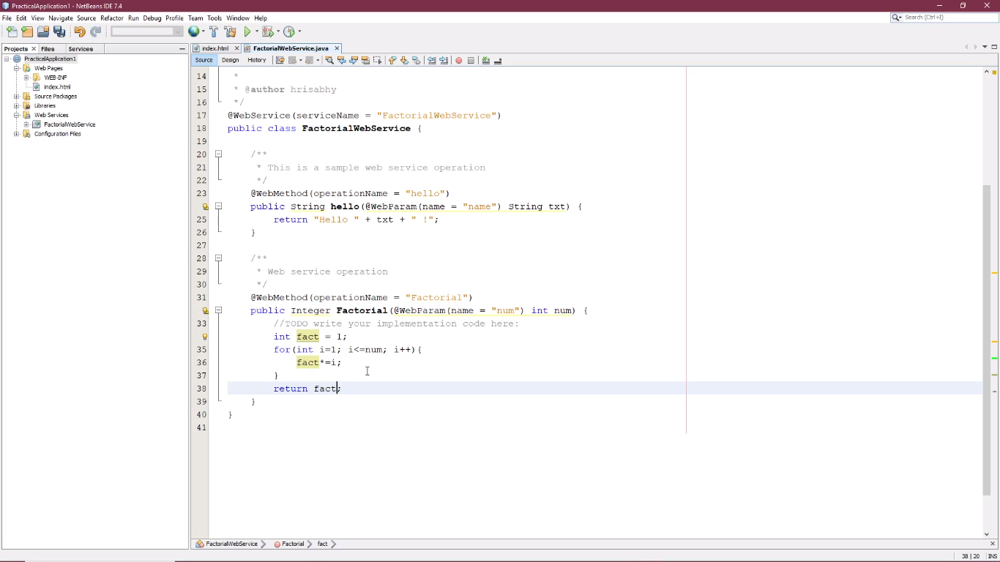 PracticalApplication1 - NetBeans IDE 7.4
File Edit View Navigate Source Refactor Run Debug Profile Team Tools Window Help
Search (Ctrl+I)
Projects Files Services
index.html FactorialWebService.java
PracticalApplication1
Web Pages
WEB-INF
index.html
Source Packages
Libraries
Web Services
FactorialWebService
Configuration Files
Source Design History
14 *
15 * @author hrisabhy
16 */
17 @WebService(serviceName = "FactorialWebService")
18 public class FactorialWebService {
19
20 /**
21 * This is a sample web service operation
22 */
23 @WebMethod(operationName = "hello")
public String hello(@WebParam(name = "name") String txt) {
25 return "Hello " + txt + " !";
26 }
27
28 /**
29 * Web service operation
30 */
31 @WebMethod(operationName = "Factorial")
public Integer Factorial(@WebParam(name = "num") int num) {
33 //TODO write your implementation code here:
int fact = 1;
35 for(int i=1; i<=num; i++){
36 fact*=i;
37 }
38 return fact;
39 }
40 }
41
FactorialWebService Factorial fact
38 | 20 INS